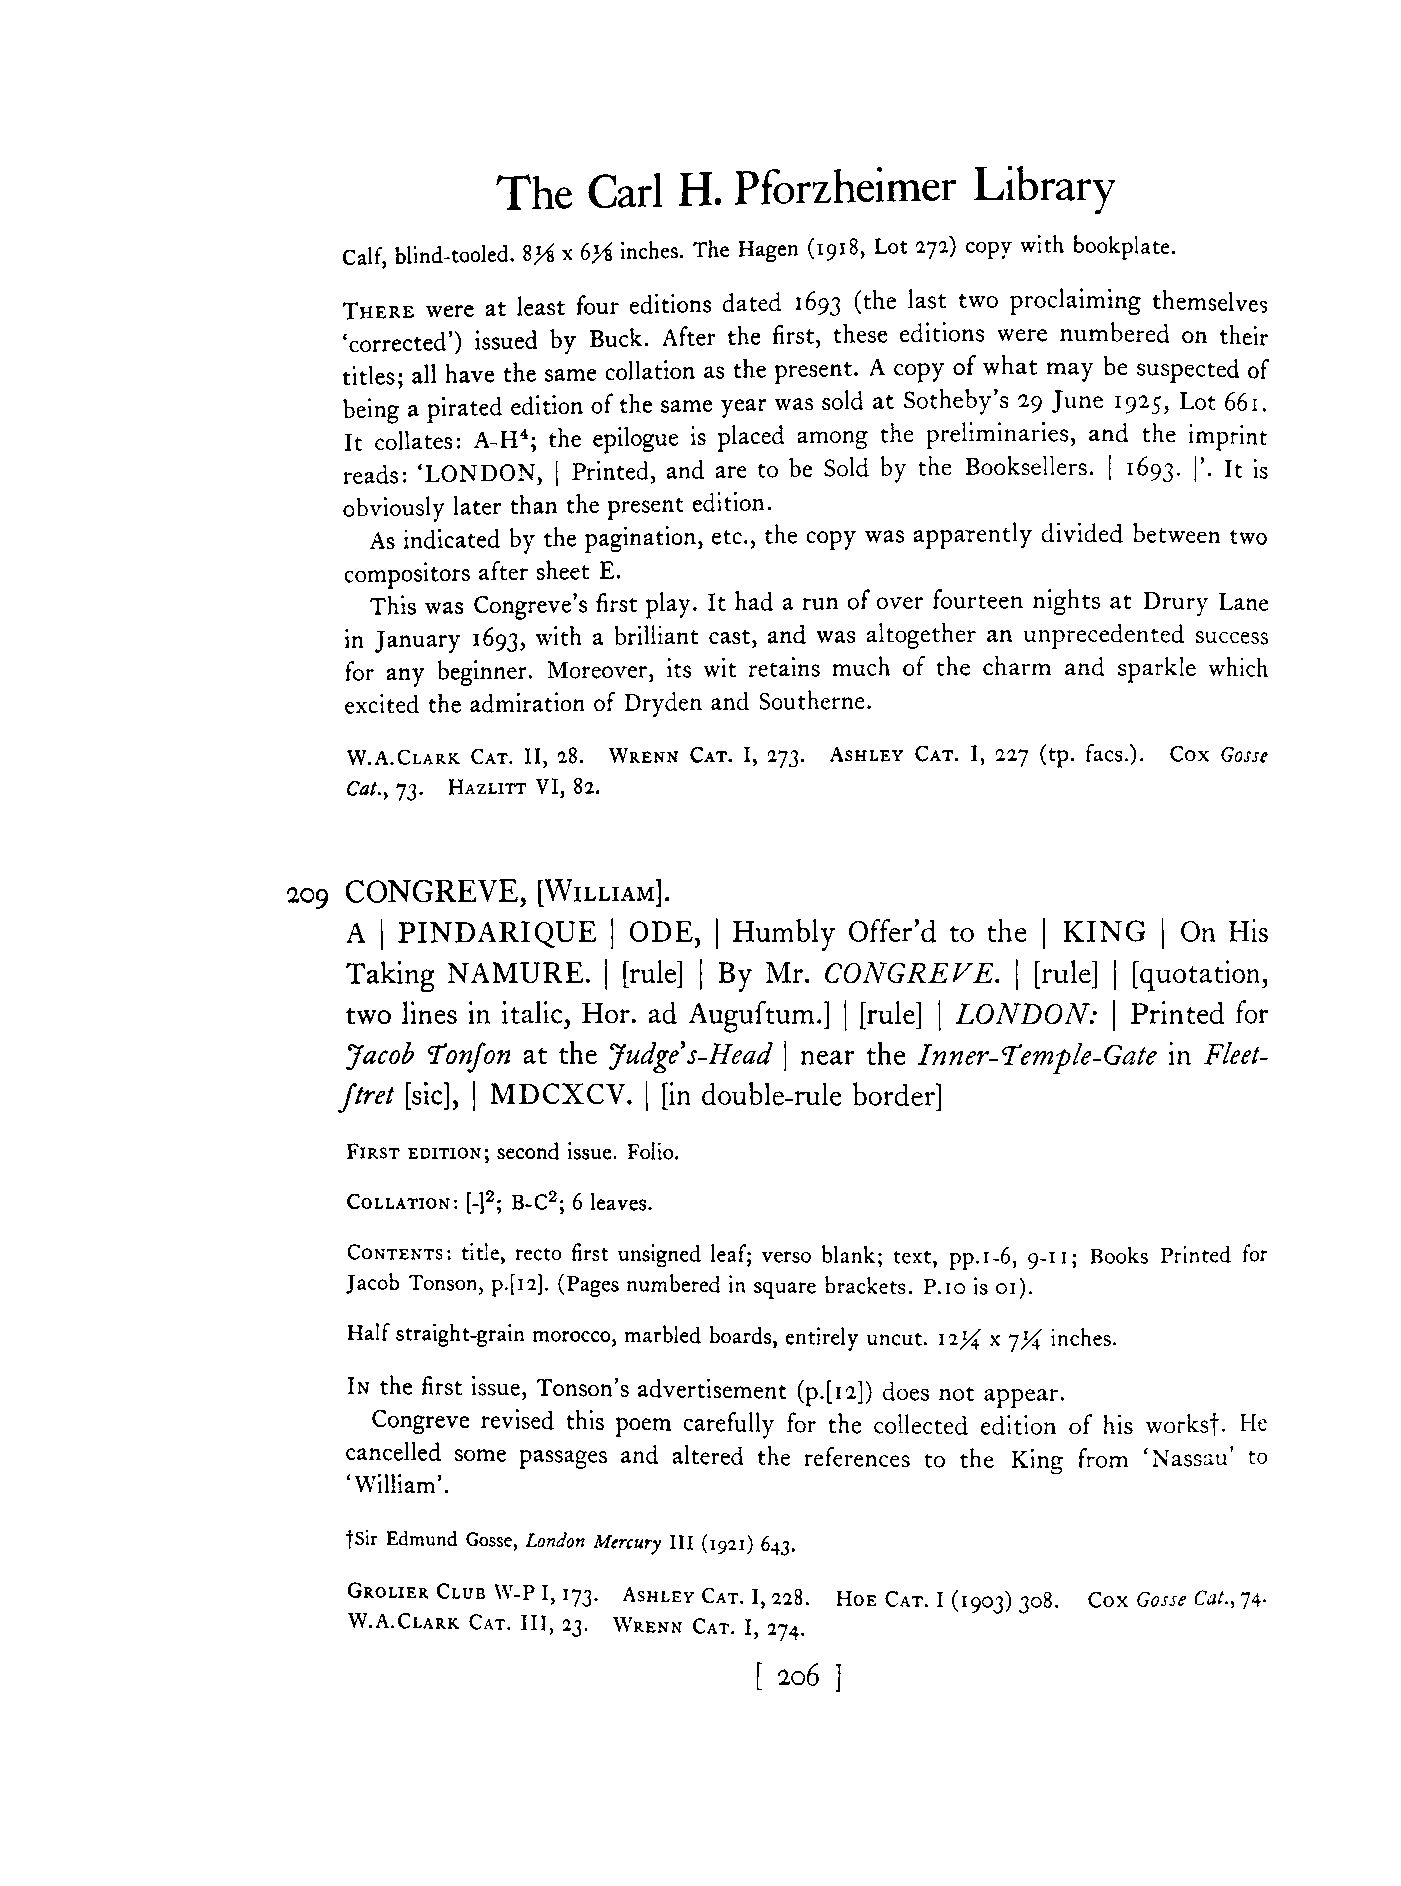 The Carl H. Pforzheimer Library
Calf, blind-tooled. 8⅛ x 6⅛ inches. The Hagen (1918, Lot 272) copy with bookplate.
THERE were at least four editions dated 1693 (the last two proclaiming themselves
‘corrected’) issued by Buck. After the first, these editions were numbered on their
titles; all have the same collation as the present. A copy of what may be suspected of
being a pirated edition of the same year was sold at Sotheby’s 29 June 1925, Lot 661.
It collates: A-H⁴; the epilogue is placed among the preliminaries, and the imprint
reads: ‘LONDON, | Printed, and are to be Sold by the Booksellers. | 1693. |’. It is
obviously later than the present edition.
As indicated by the pagination, etc., the copy was apparently divided between two
compositors after sheet E.
This was Congreve’s first play. It had a run of over fourteen nights at Drury Lane
in January 1693, with a brilliant cast, and was altogether an unprecedented success
for any beginner. Moreover, its wit retains much of the charm and sparkle which
excited the admiration of Dryden and Southerne.
W.A.CLARK CAT. II, 28. WRENN CAT. I, 273. ASHLEY CAT. I, 227 (tp. facs.). COX Gosse
Cat., 73. HAZLITT VI, 82.
209 CONGREVE, [WILLIAM].
A | PINDARIQUE | ODE, | Humbly Offer’d to the | KING | On His
Taking NAMURE. | [rule] | By Mr. CONGREVE. | [rule] | [quotation,
two lines in italic, Hor. ad Auguſtum.] | [rule] | LONDON: | Printed for
Jacob Tonſon at the Judge’s-Head | near the Inner-Temple-Gate in Fleet-
ſtret [sic], | MDCXCV. | [in double-rule border]
FIRST EDITION; second issue. Folio.
COLLATION: [-]²; B-C²; 6 leaves.
CONTENTS: title, recto first unsigned leaf; verso blank; text, pp.1-6, 9-11; Books Printed for
Jacob Tonson, p.[12]. (Pages numbered in square brackets. P.10 is 01).
Half straight-grain morocco, marbled boards, entirely uncut. 12¼ x 7¼ inches.
IN the first issue, Tonson’s advertisement (p.[12]) does not appear.
Congreve revised this poem carefully for the collected edition of his works†. He
cancelled some passages and altered the references to the King from ‘Nassau’ to
‘William’.
†Sir Edmund Gosse, London Mercury III (1921) 643.
GROLIER CLUB W-P I, 173. ASHLEY CAT. I, 228. HOE CAT. I (1903) 308. COX Gosse Cat., 74.
W.A.CLARK CAT. III, 23. WRENN CAT. I, 274.
[ 206 ]